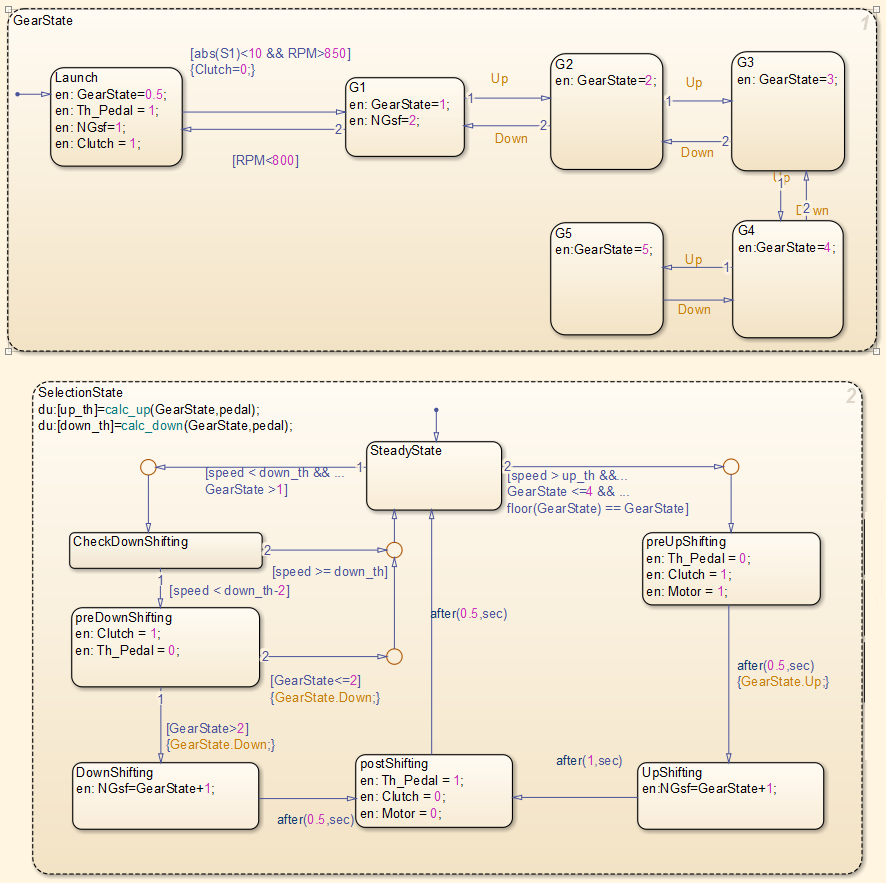 GearState
1
[abs(S1)<10 && RPM>850]
{Clutch=0;}
Launch
en: GearState=0.5;
en: Th_Pedal = 1;
en: NGsf=1;
en: Clutch = 1;
2
[RPM<800]
G1
en: GearState=1;
en: NGsf=2;
Up
1
2
Down
G2
en: GearState=2;
Up
1
2
Down
G3
en: GearState=3;
Up
1
Down
2
G5
en:GearState=5;
Up
1
Down
G4
en:GearState=4;
SelectionState
2
du:[up_th]=calc_up(GearState,pedal);
du:[down_th]=calc_down(GearState,pedal);
SteadyState
1
[speed < down_th && ...
GearState >1]
2
[speed > up_th &&...
GearState <=4 && ...
floor(GearState) == GearState]
CheckDownShifting
2
[speed >= down_th]
1
[speed < down_th-2]
preUpShifting
en: Th_Pedal = 0;
en: Clutch = 1;
en: Motor = 1;
preDownShifting
en: Clutch = 1;
en: Th_Pedal = 0;
2
[GearState<=2]
{GearState.Down;}
after(0.5,sec)
after(0.5,sec)
{GearState.Up;}
1
[GearState>2]
{GearState.Down;}
DownShifting
en: NGsf=GearState+1;
after(0.5,sec)
postShifting
en: Th_Pedal = 1;
en: Clutch = 0;
en: Motor = 0;
after(1,sec)
UpShifting
en:NGsf=GearState+1;